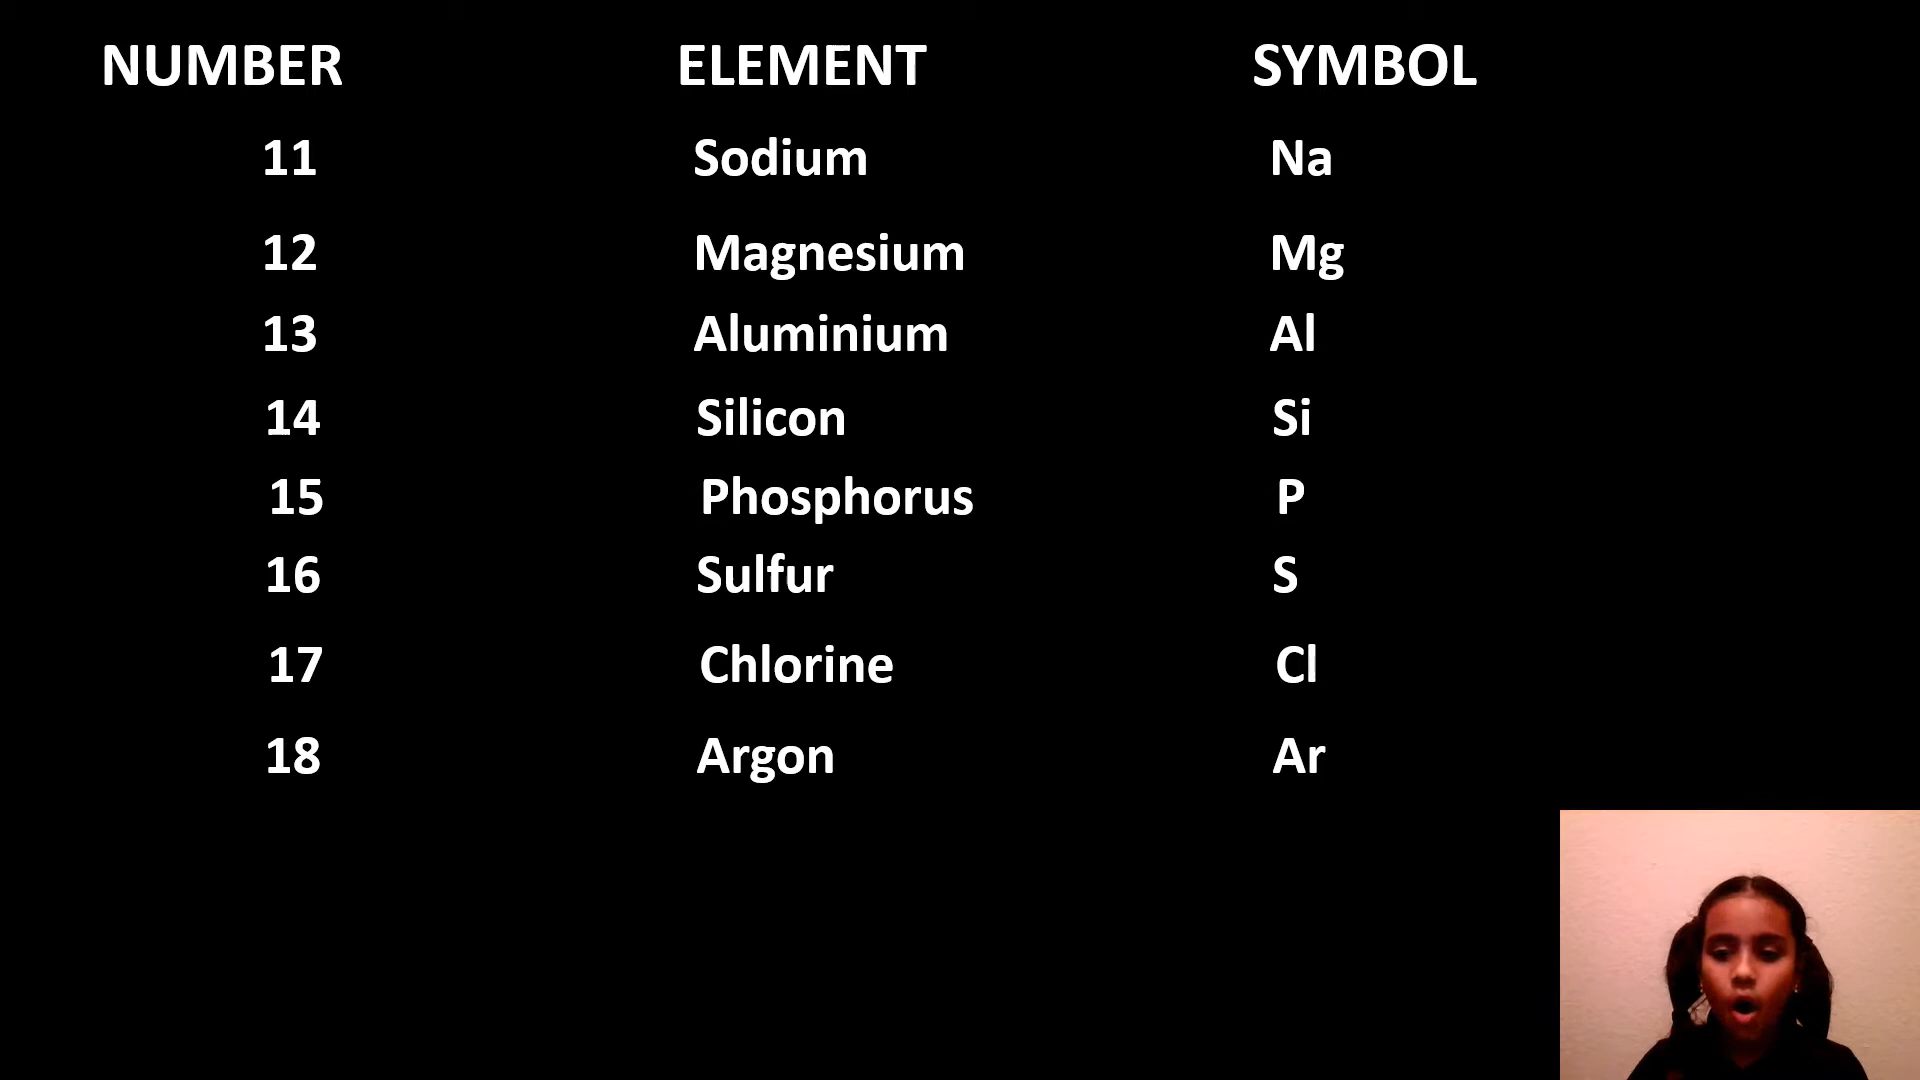 NUMBER ELEMENT SYMBOL
11 Sodium Na
12 Magnesium Mg
13 Aluminium Al
14 Silicon Si
15 Phosphorus P
16 Sulfur S
17 Chlorine Cl
18 Argon Ar